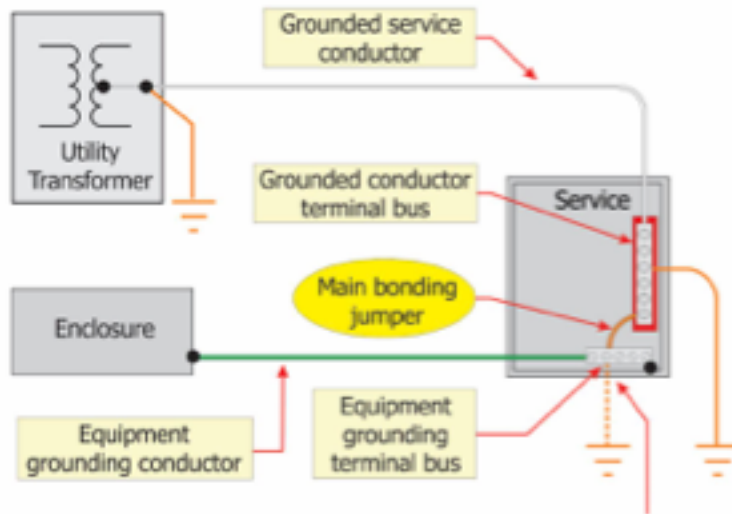 Grounded service
conductor
Utility
Transformer
Grounded conductor
terminal bus
Service
Main bonding
jumper
Enclosure
Equipment
grounding conductor
Equipment
grounding
terminal bus